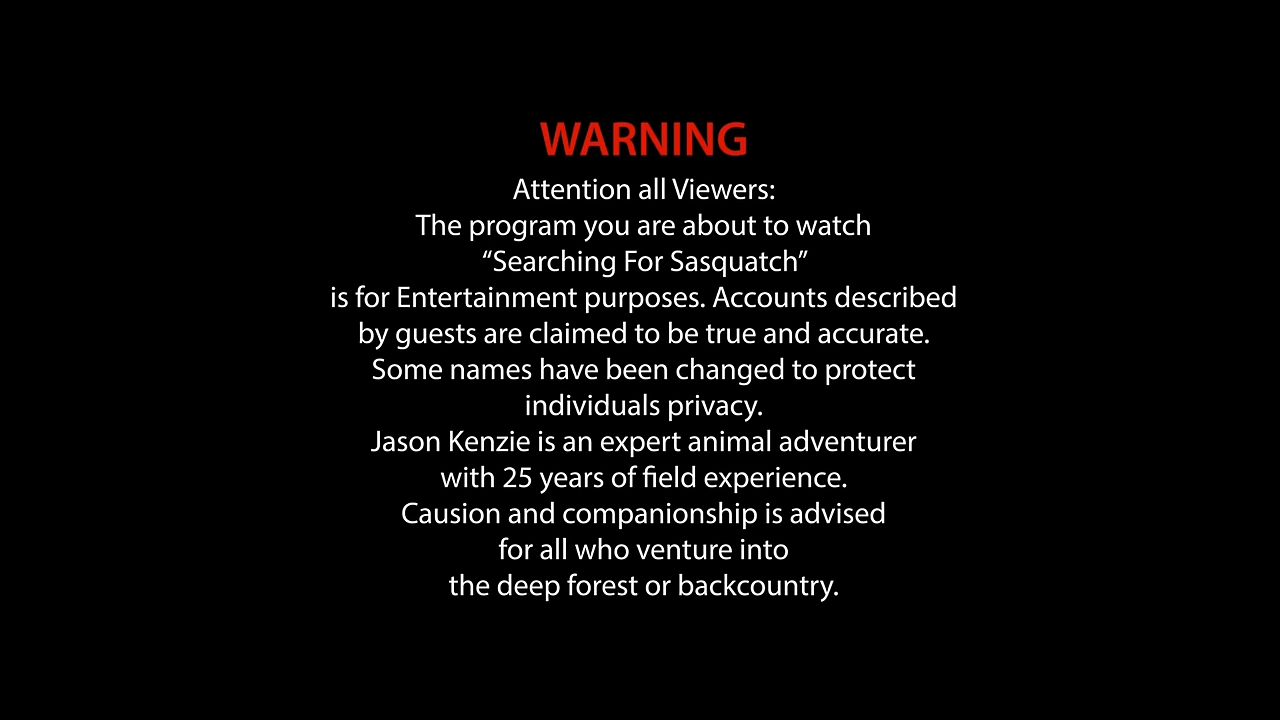 WARNING
Attention all Viewers:
The program you are about to watch
“Searching For Sasquatch”
is for Entertainment purposes. Accounts described
by guests are claimed to be true and accurate.
Some names have been changed to protect
individuals privacy.
Jason Kenzie is an expert animal adventurer
with 25 years of field experience.
Causion and companionship is advised
for all who venture into
the deep forest or backcountry.